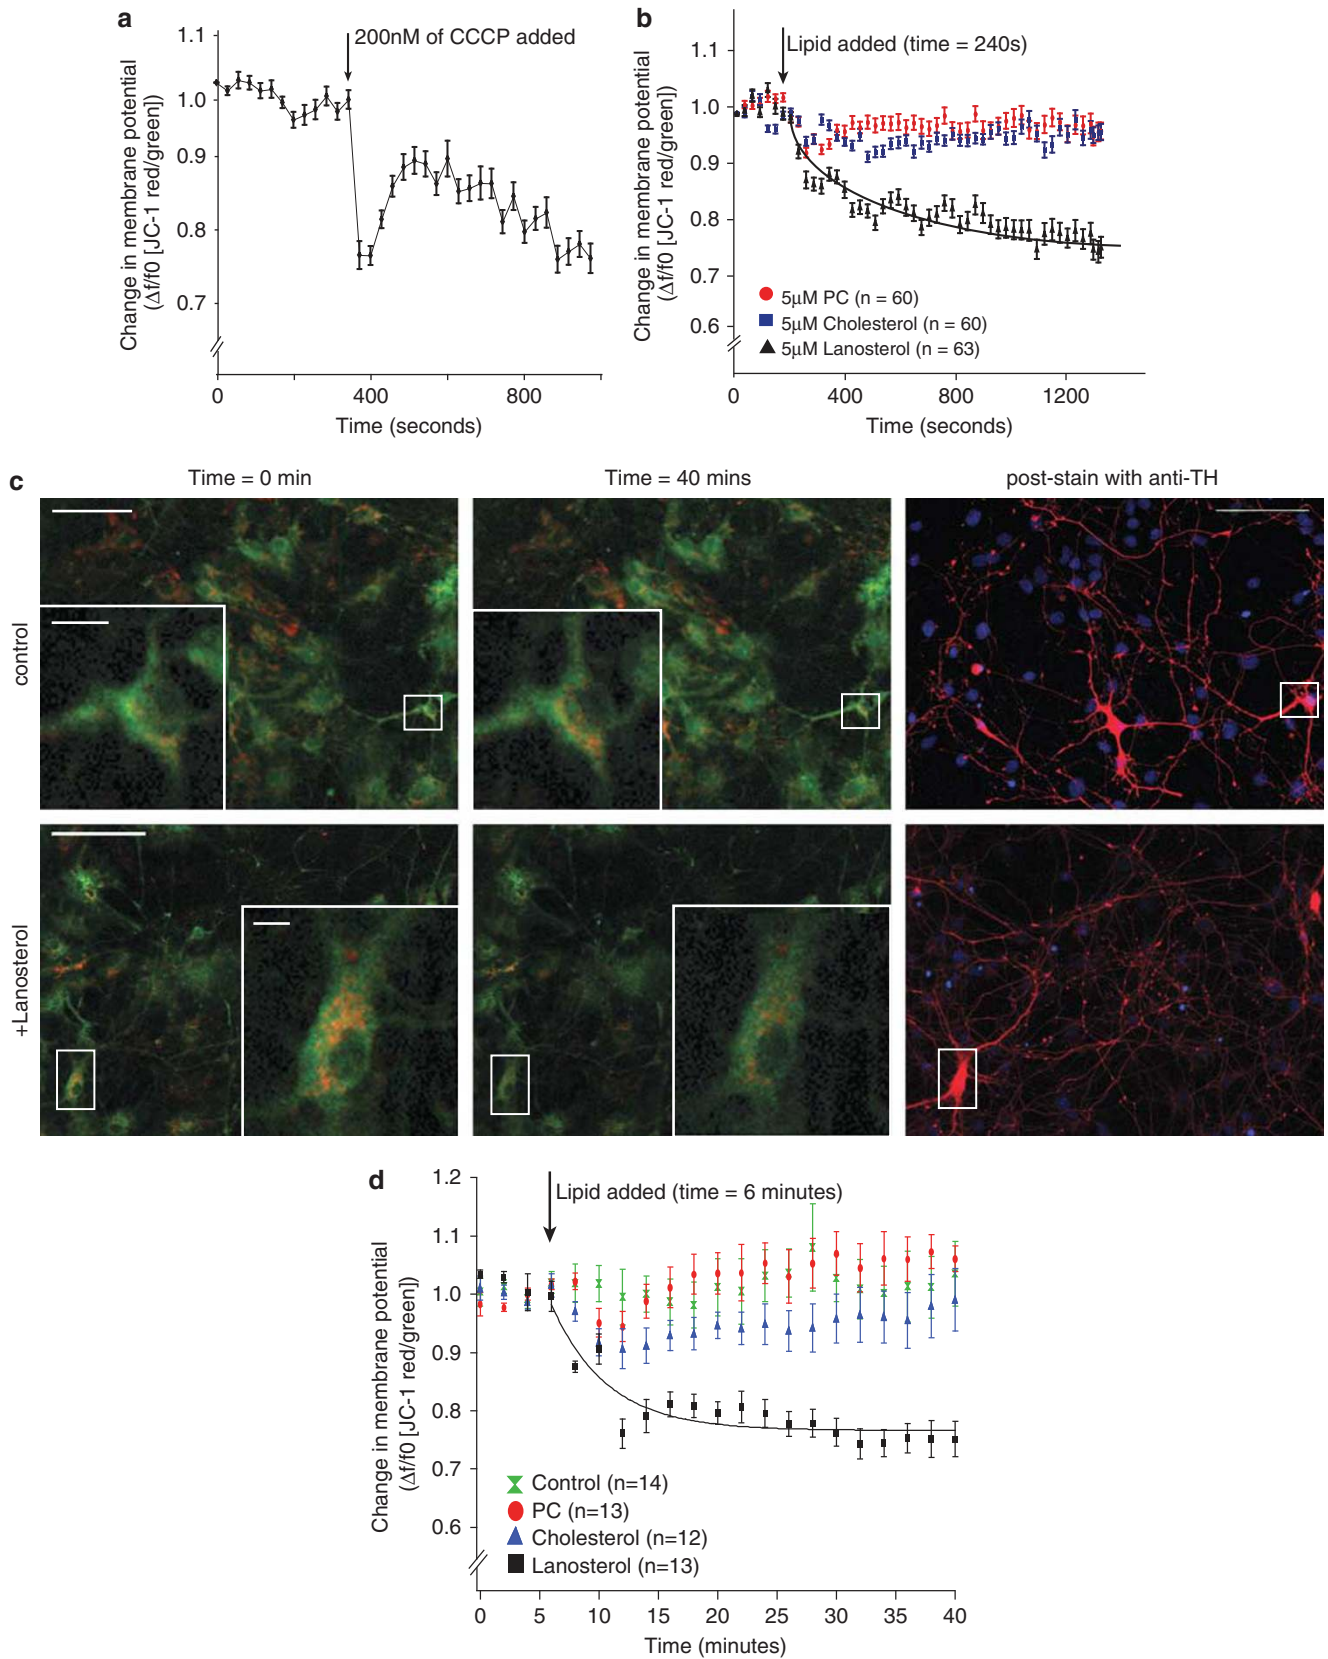 a
200nM of CCCP added
Change in membrane potential
(Δf/f0 [JC-1 red/green])
1.1
1.0
0.9
0.8
0.7
0
400
800
Time (seconds)
b
Lipid added (time = 240s)
Change in membrane potential
(Δf/f0 [JC-1 red/green])
1.1
1.0
0.9
0.8
0.7
0.6
5μM PC (n = 60)
5μM Cholesterol (n = 60)
5μM Lanosterol (n = 63)
0
400
800
1200
Time (seconds)
c
Time = 0 min
Time = 40 mins
post-stain with anti-TH
control
+Lanosterol
d
Lipid added (time = 6 minutes)
Change in membrane potential
(Δf/f0 [JC-1 red/green])
1.2
1.1
1.0
0.9
0.8
0.7
0.6
Control (n=14)
PC (n=13)
Cholesterol (n=12)
Lanosterol (n=13)
0
5
10
15
20
25
30
35
40
Time (minutes)